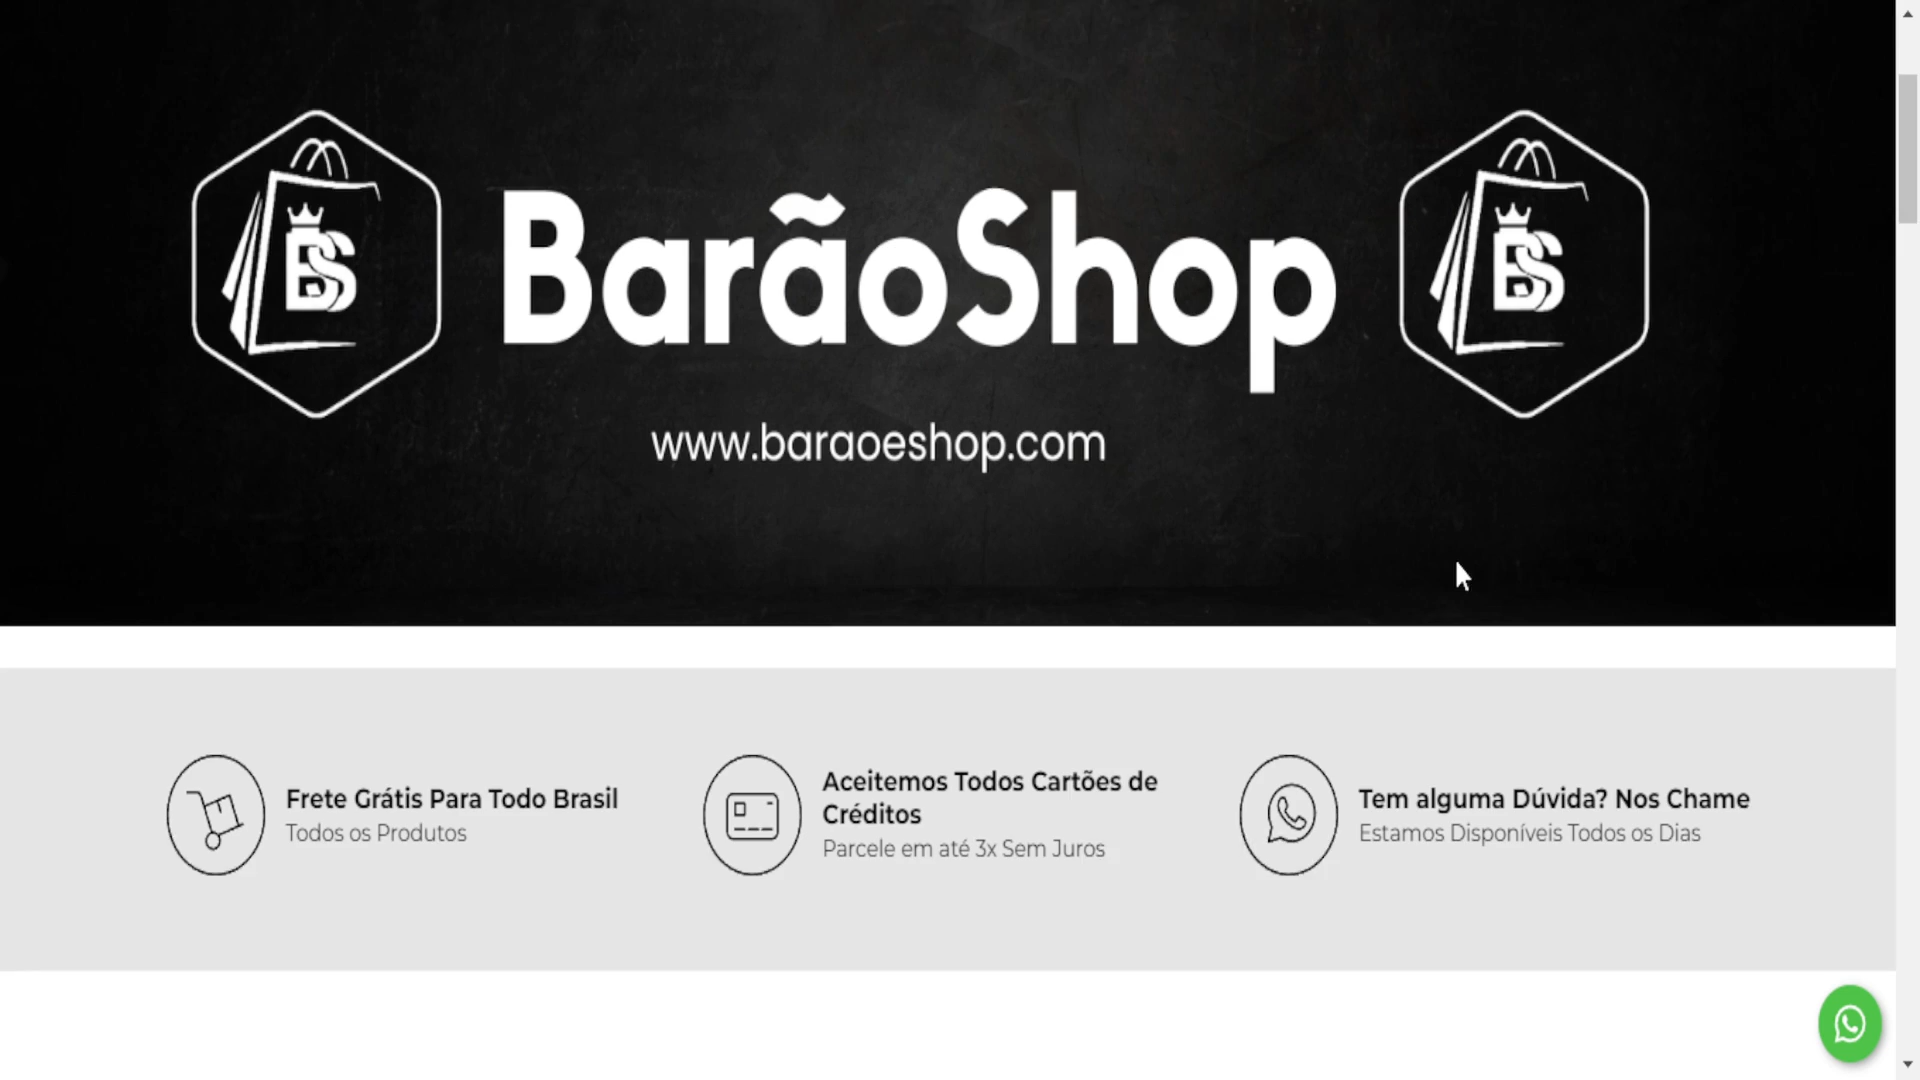 BS
BarãoShop
BS
www.baraoeshop.com
Frete Grátis Para Todo Brasil
Todos os Produtos
Aceitemos Todos Cartões de
Créditos
Parcele em até 3x Sem Juros
Tem alguma Dúvida? Nos Chame
Estamos Disponíveis Todos os Dias